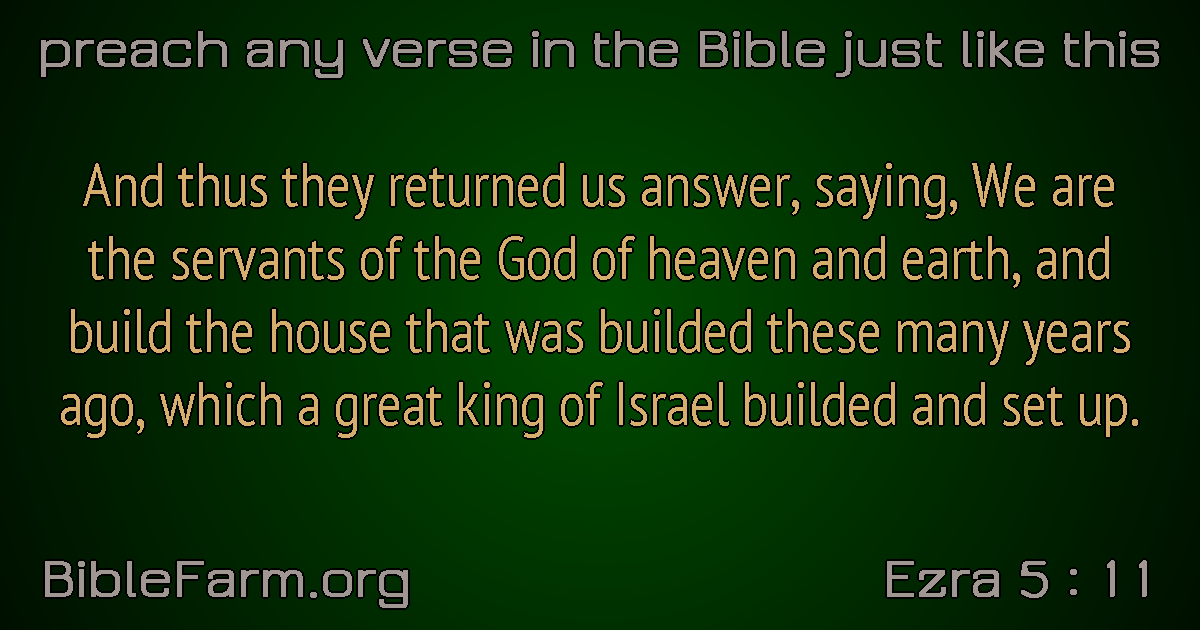 preach any verse in the Bible just like this
And thus they returned us answer, saying, We are
the servants of the God of heaven and earth, and
build the house that was builded these many years
ago, which a great king of Israel builded and set up.
BibleFarm.org
Ezra 5 : 11